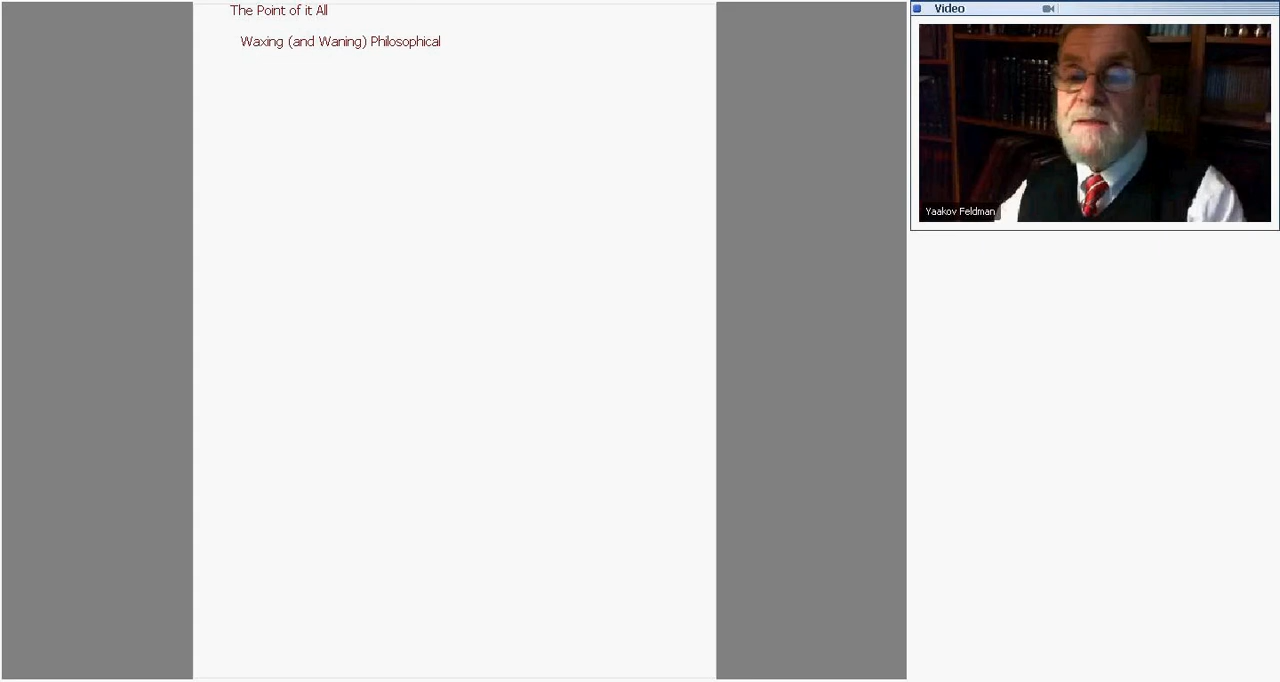 The Point of it All
Waxing (and Waning) Philosophical
Video
Yaakov Feldman